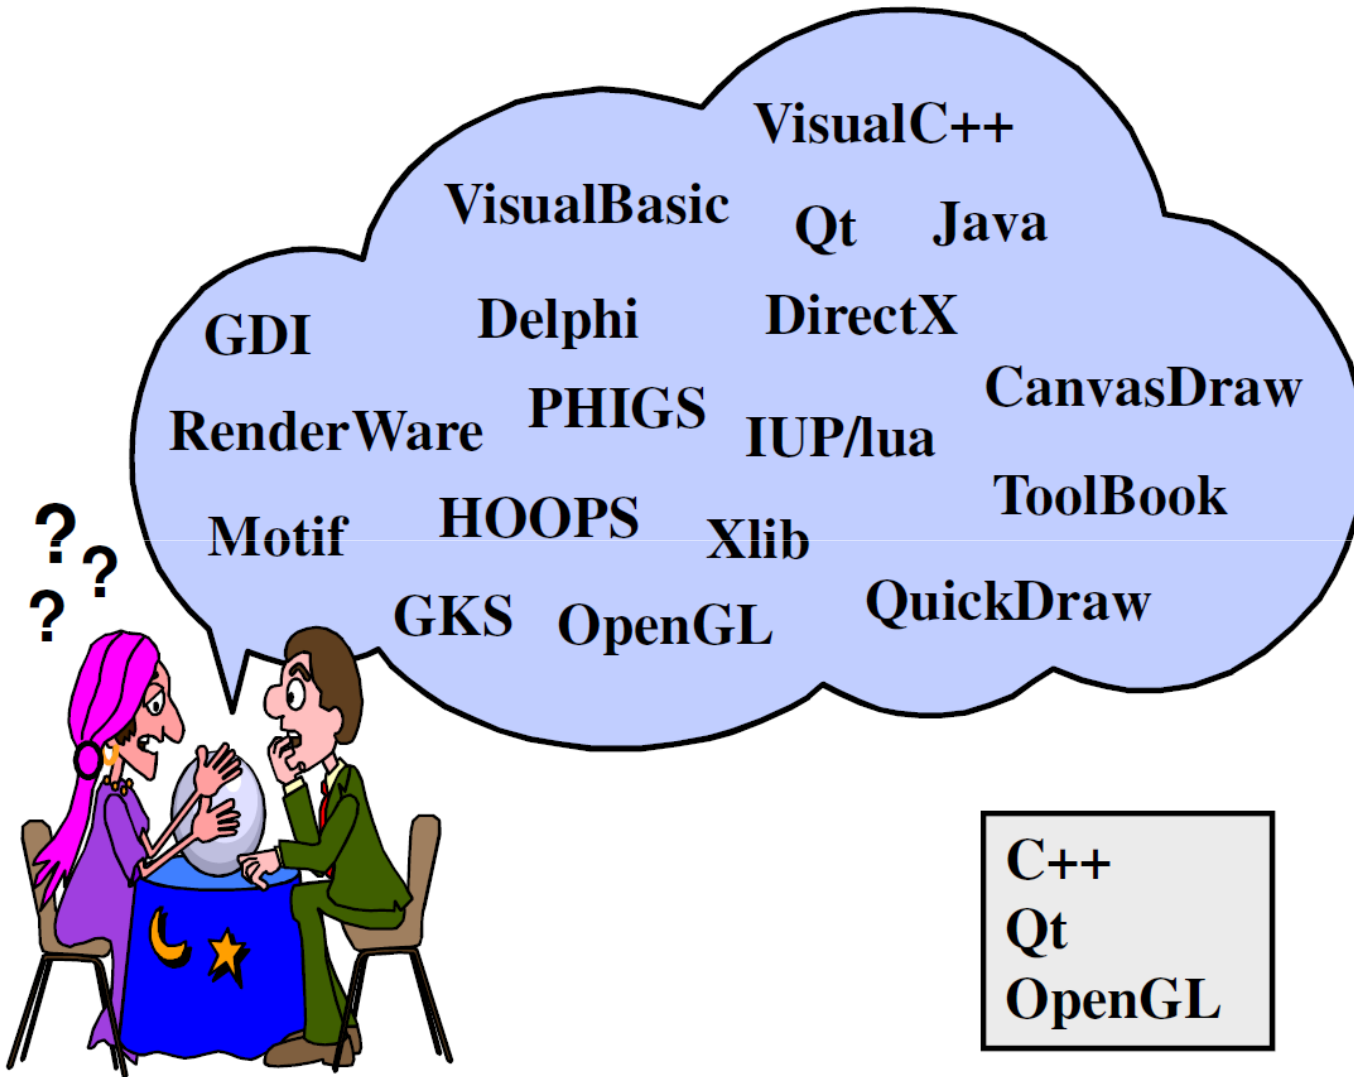 VisualC++
VisualBasic
Qt
Java
GDI
Delphi
DirectX
CanvasDraw
RenderWare
PHIGS
IUP/lua
ToolBook
Motif
HOOPS
Xlib
GKS
OpenGL
QuickDraw
?
?
?
C++
Qt
OpenGL